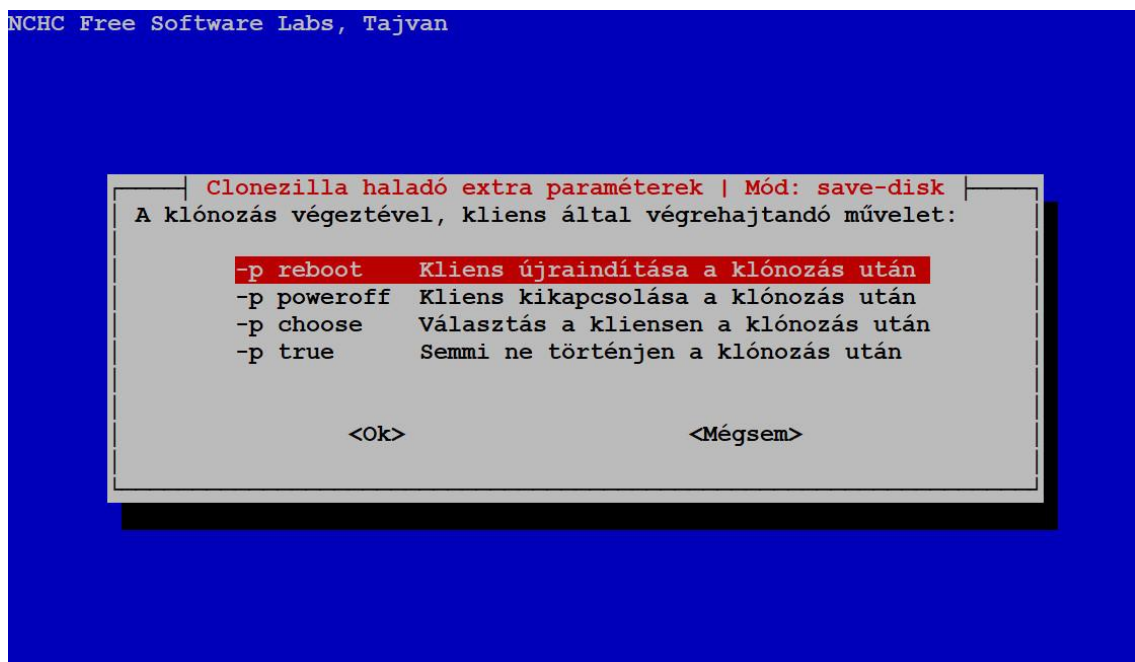 NCHC Free Software Labs, Tajvan
Clonezilla haladó extra paraméterek | Mód: save-disk
A klónozás végeztével, kliens által végrehajtandó művelet:
-p reboot Kliens újraindítása a klónozás után
-p poweroff Kliens kikapcsolása a klónozás után
-p choose Választás a kliensen a klónozás után
-p true Semmi ne történjen a klónozás után
<Ok> <Mégsem>